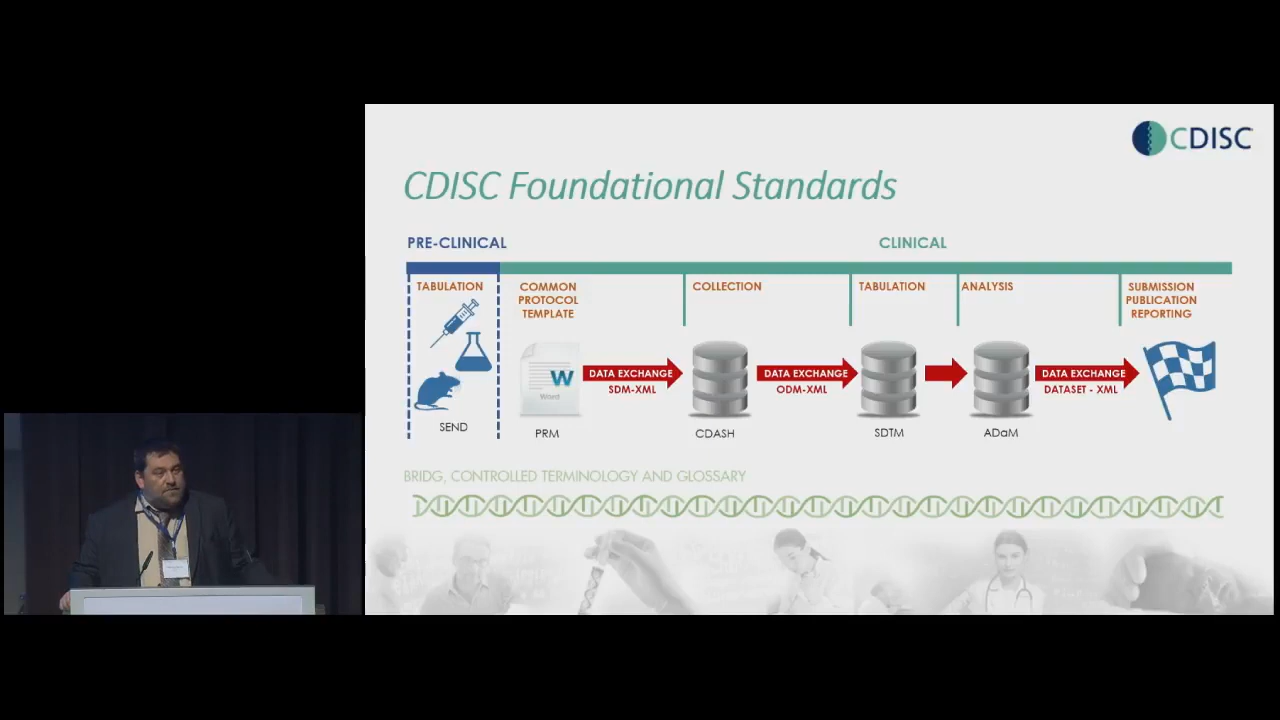 CDISC
CDISC Foundational Standards
PRE-CLINICAL
CLINICAL
TABULATION
COMMON
PROTOCOL
TEMPLATE
COLLECTION
TABULATION
ANALYSIS
SUBMISSION
PUBLICATION
REPORTING
W
Word
DATA EXCHANGE
SDM-XML
DATA EXCHANGE
ODM-XML
DATA EXCHANGE
DATASET - XML
SEND
PRM
CDASH
SDTM
ADaM
BRIDG, CONTROLLED TERMINOLOGY AND GLOSSARY